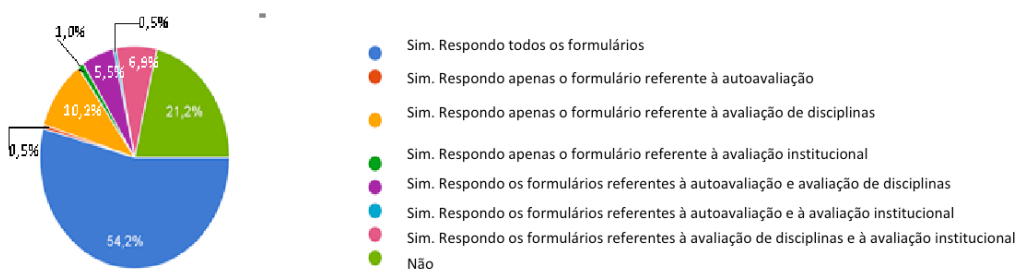 0,5%
1,0%
5,5%
6,9%
10,3%
21,2%
0,5%
54,2%
Sim. Respondo todos os formulários
Sim. Respondo apenas o formulário referente à autoavaliação
Sim. Respondo apenas o formulário referente à avaliação de disciplinas
Sim. Respondo apenas o formulário referente à avaliação institucional
Sim. Respondo os formulários referentes à autoavaliação e avaliação de disciplinas
Sim. Respondo os formulários referentes à autoavaliação e à avaliação institucional
Sim. Respondo os formulários referentes à avaliação de disciplinas e à avaliação institucional
Não